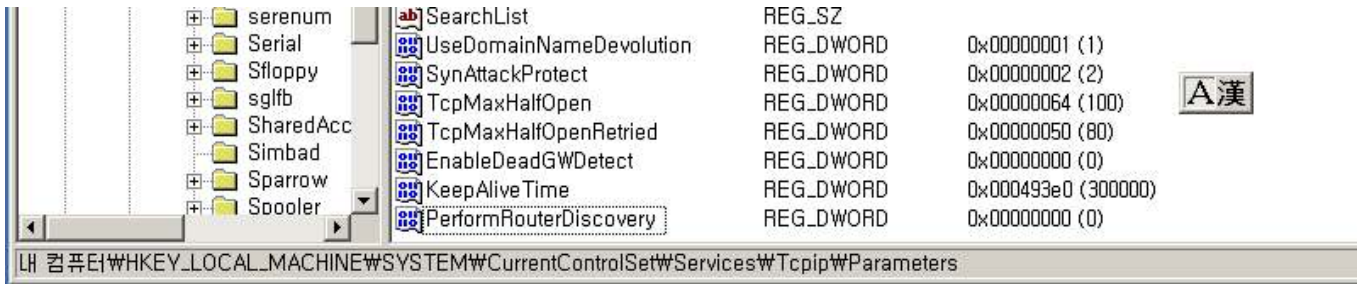 serenum
Serial
Sfloppy
sglfb
SharedAcc
Simbad
Sparrow
Spooler
SearchList REG_SZ
UseDomainNameDevolution REG_DWORD 0x00000001 (1)
SynAttackProtect REG_DWORD 0x00000002 (2)
TcpMaxHalfOpen REG_DWORD 0x00000064 (100)
TcpMaxHalfOpenRetried REG_DWORD 0x00000050 (80)
EnableDeadGWDetect REG_DWORD 0x00000000 (0)
KeepAliveTime REG_DWORD 0x000493e0 (300000)
PerformRouterDiscovery REG_DWORD 0x00000000 (0)
A漢
내 컴퓨터₩HKEY_LOCAL_MACHINE₩SYSTEM₩CurrentControlSet₩Services₩Tcpip₩Parameters